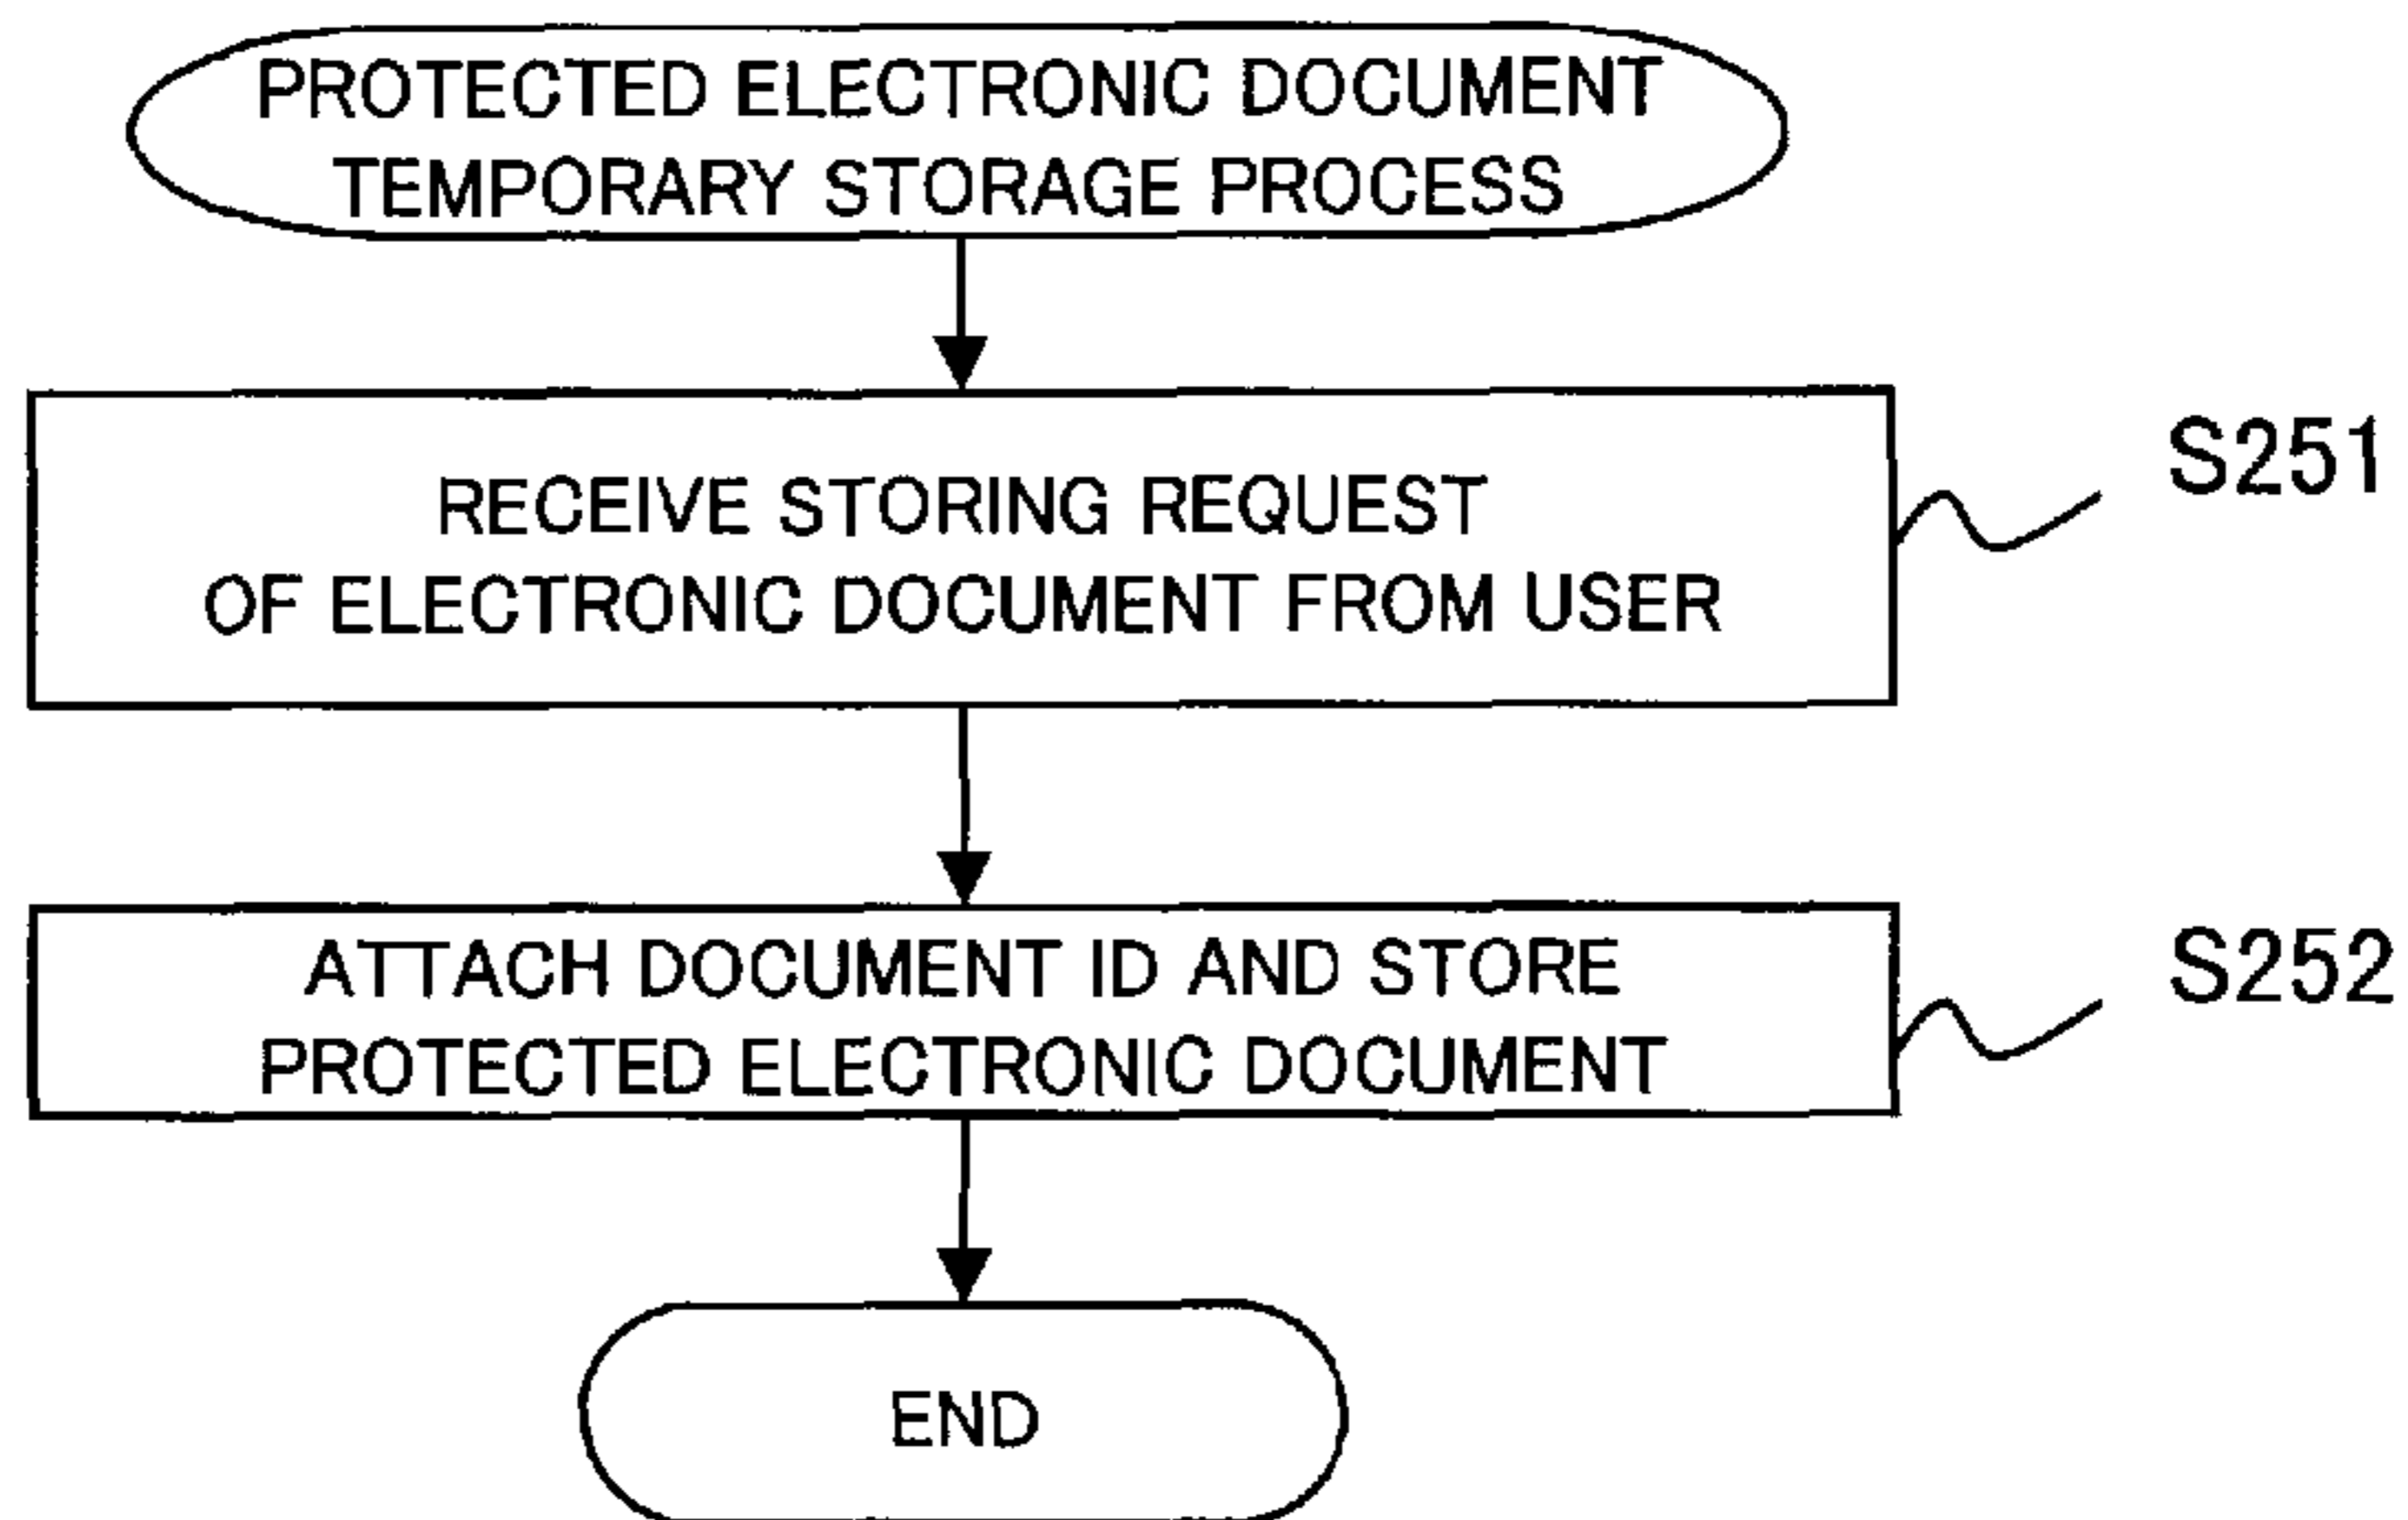 PROTECTED ELECTRONIC DOCUMENT
TEMPORARY STORAGE PROCESS
RECEIVE STORING REQUEST
OF ELECTRONIC DOCUMENT FROM USER
S251
ATTACH DOCUMENT ID AND STORE
PROTECTED ELECTRONIC DOCUMENT
S252
END